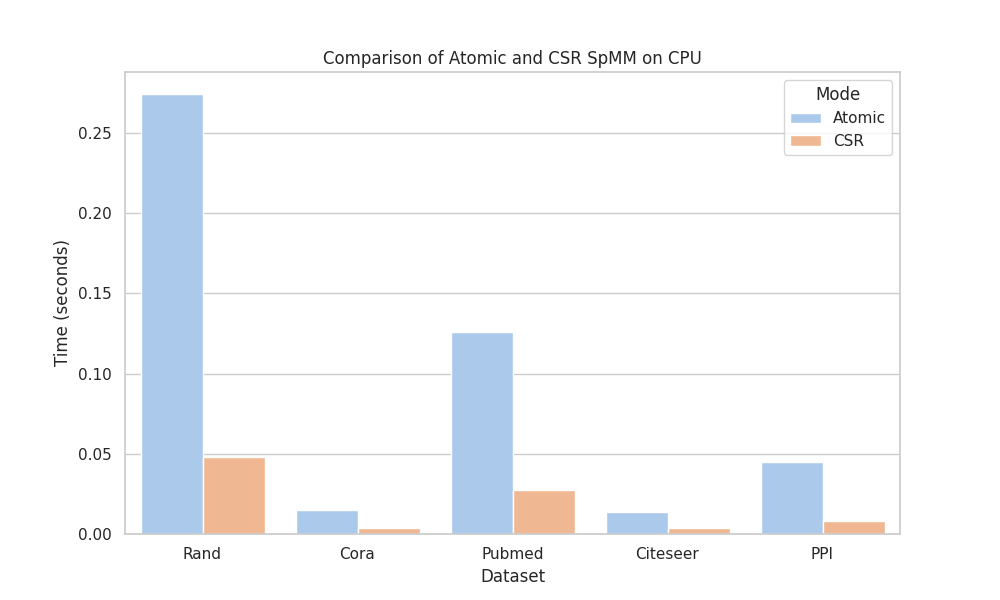 Comparison of Atomic and CSR SpMM on CPU
Mode
Atomic
CSR
0.25
0.20
0.15
0.10
0.05
0.00
Time (seconds)
Rand
Cora
Pubmed
Citeseer
PPI
Dataset